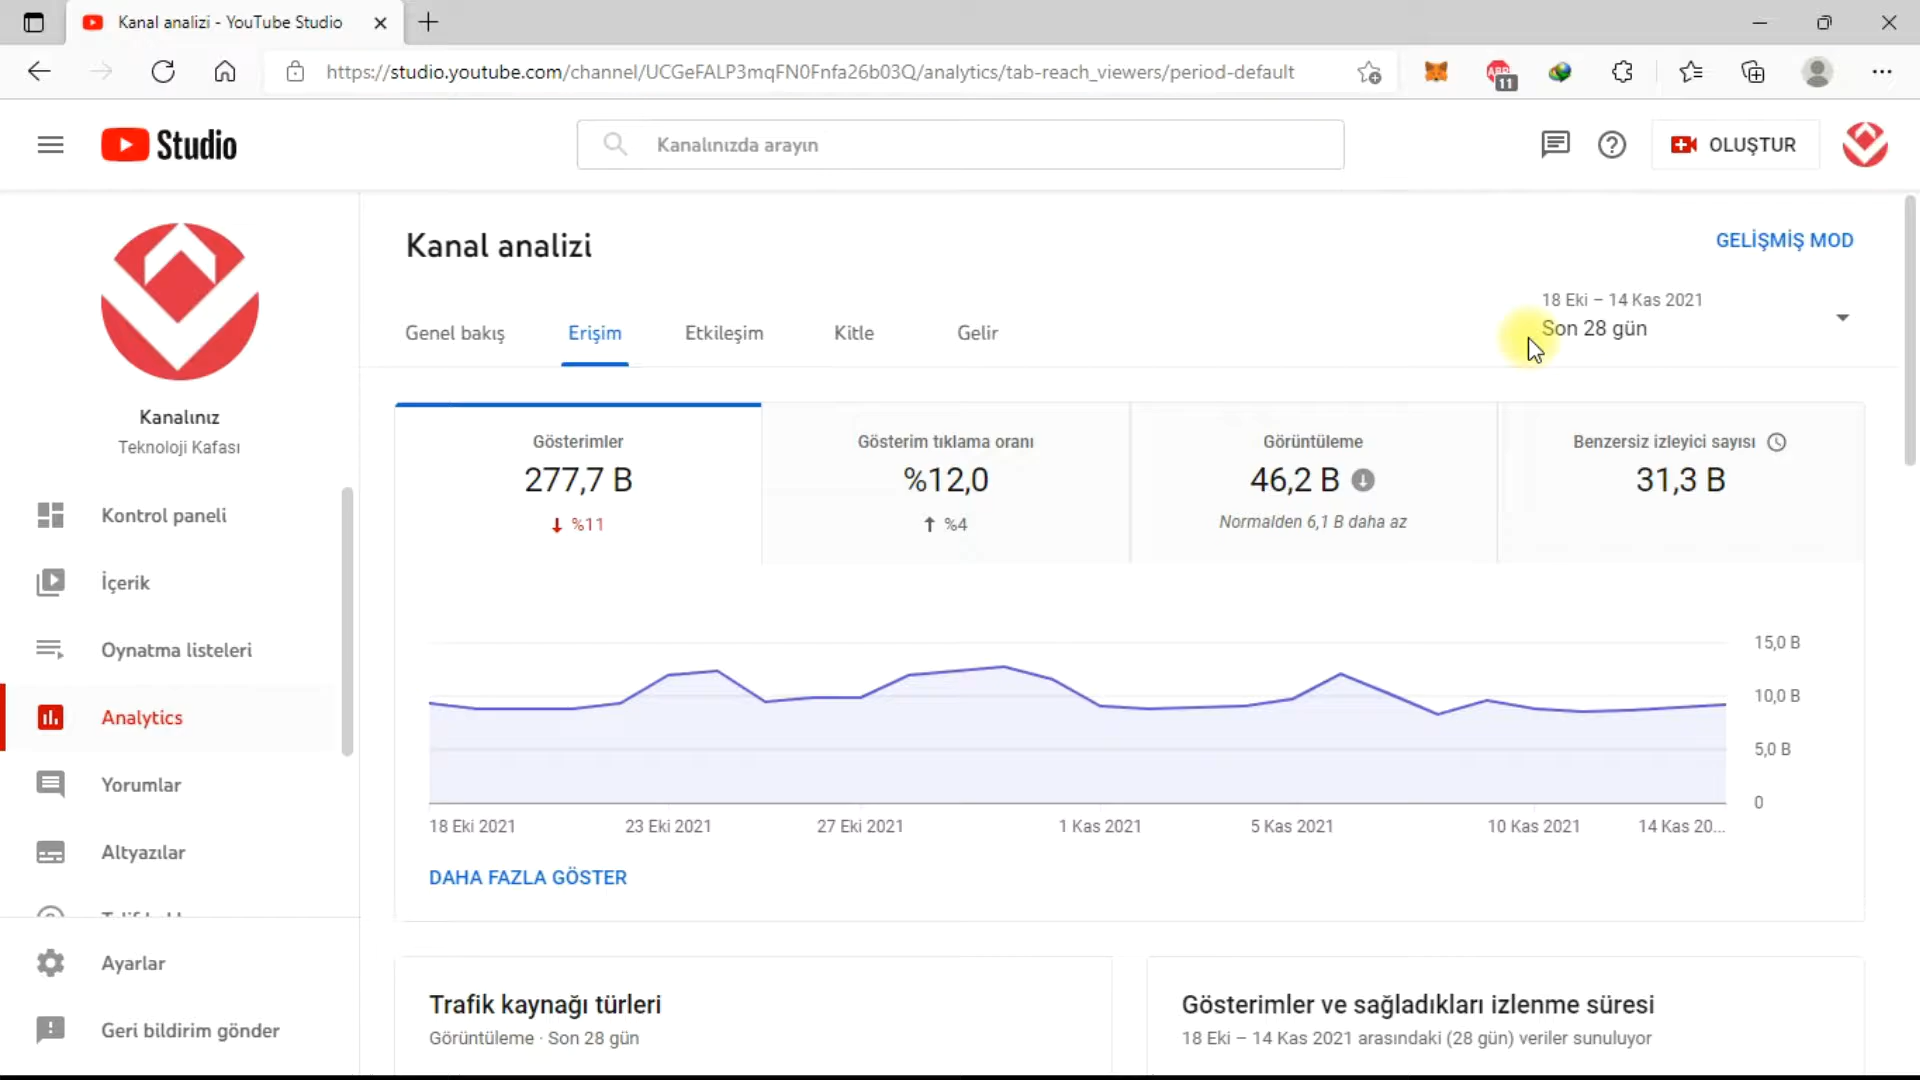 Kanal analizi - YouTube Studio
https://studio.youtube.com/channel/UCGeFALP3mqFN0Fnfa26b03Q/analytics/tab-reach_viewers/period-default
ABP
11
Studio
Kanalınızda arayın
OLUŞTUR
Kanalınız
Teknoloji Kafası
Kontrol paneli
İçerik
Oynatma listeleri
Analytics
Yorumlar
Altyazılar
Ayarlar
Geri bildirim gönder
Kanal analizi
GELİŞMİŞ MOD
Genel bakış
Erişim
Etkileşim
Kitle
Gelir
18 Eki – 14 Kas 2021
Son 28 gün
Gösterimler
277,7 B
%11
Gösterim tıklama oranı
%12,0
%4
Görüntüleme
46,2 B
Normalden 6,1 B daha az
Benzersiz izleyici sayısı
31,3 B
15,0 B
10,0 B
5,0 B
0
18 Eki 2021
23 Eki 2021
27 Eki 2021
1 Kas 2021
5 Kas 2021
10 Kas 2021
14 Kas 20...
DAHA FAZLA GÖSTER
Trafik kaynağı türleri
Görüntüleme · Son 28 gün
Gösterimler ve sağladıkları izlenme süresi
18 Eki – 14 Kas 2021 arasındaki (28 gün) veriler sunuluyor